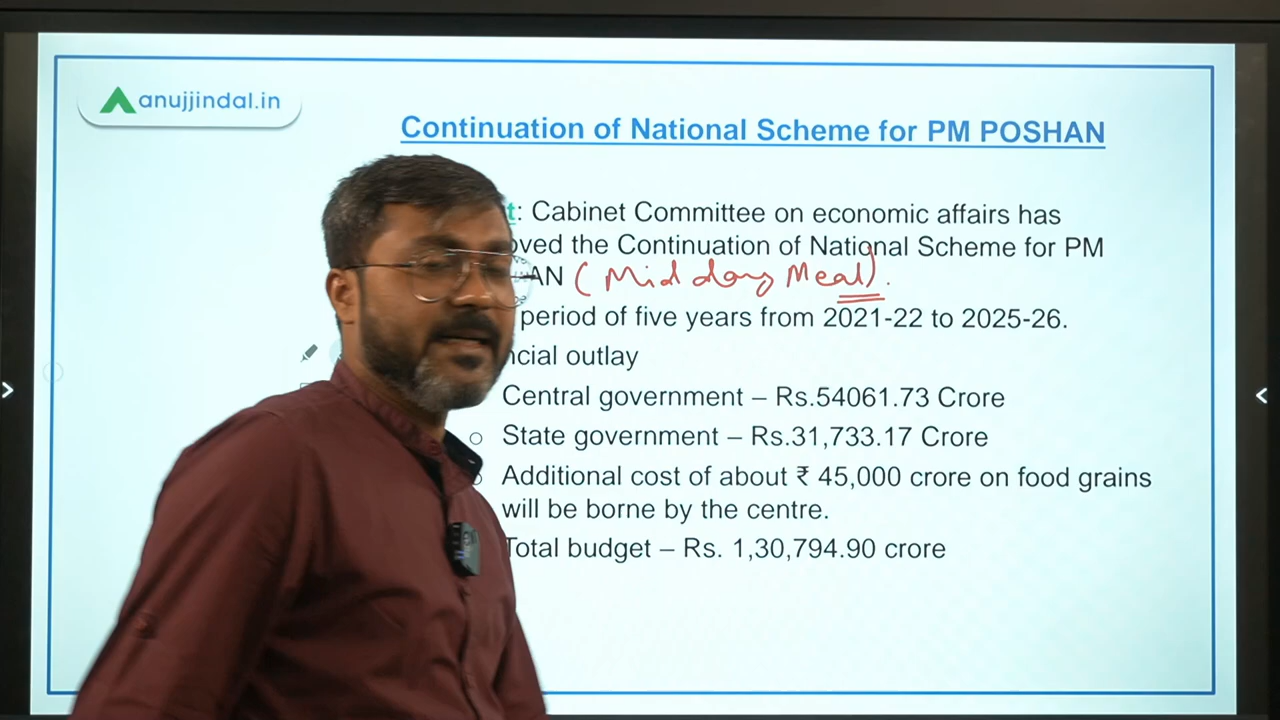 anujjindal.in
Continuation of National Scheme for PM POSHAN
t: Cabinet Committee on economic affairs has
oved the Continuation of National Scheme for PM
AN (Mid day Meal).
period of five years from 2021-22 to 2025-26.
ncial outlay
Central government – Rs.54061.73 Crore
State government – Rs.31,733.17 Crore
Additional cost of about ₹ 45,000 crore on food grains
will be borne by the centre.
Total budget – Rs. 1,30,794.90 crore